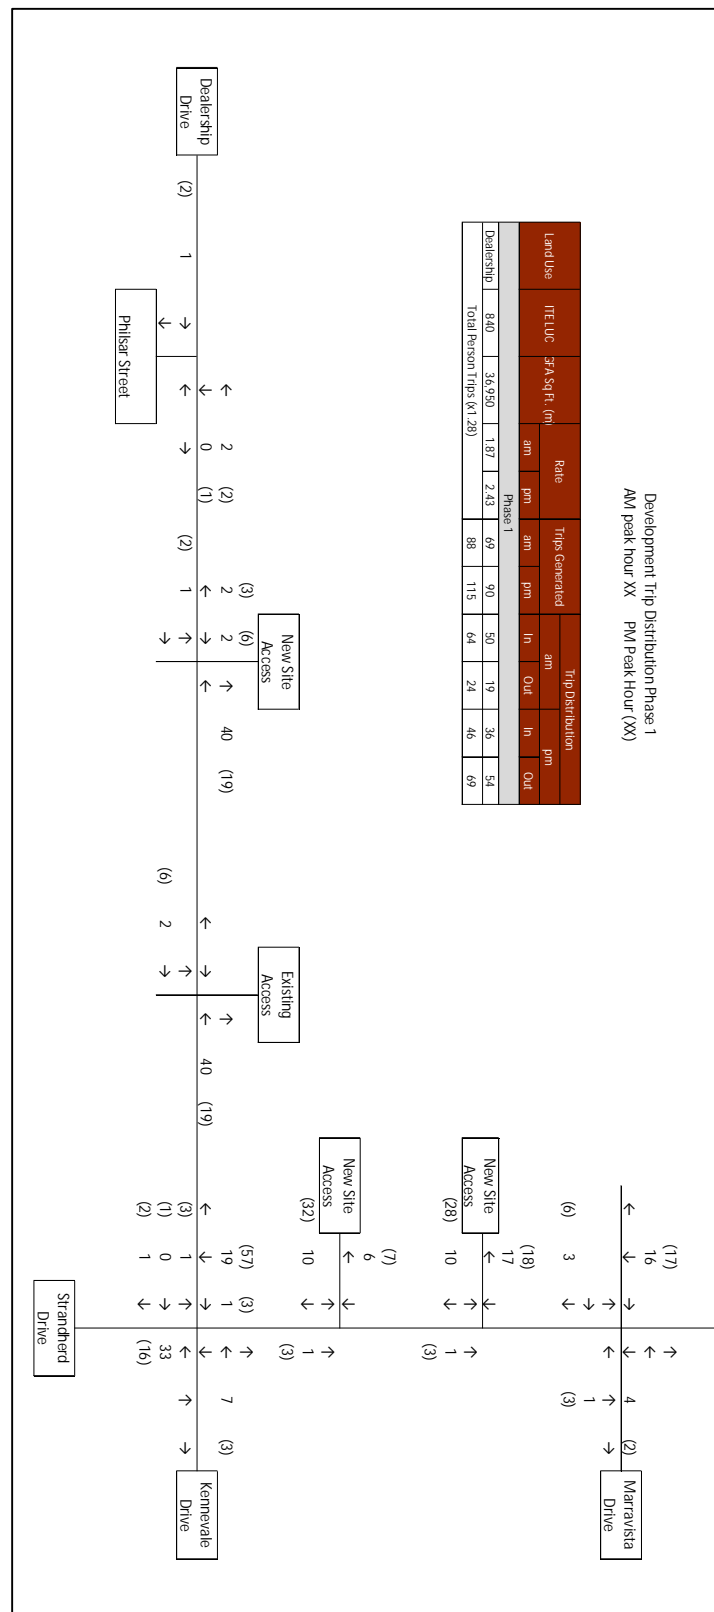 Development Trip Distribution Phase 1
AM peak hour XX PM Peak Hour (XX)
Land Use ITE LUC GFA Sq Ft. (m) Rate Trips Generated Trip Distribution
am pm am pm am pm
In Out In Out
Phase 1
Dealership 840 36,950 1.87 2.43 69 90 50 19 36 54
Total Person Trips (x1.28) 88 115 64 24 46 69
(17)
16
4 (2)
Marravista
Drive
1
(6) 3 (3)
(18)
17
New Site
Access
10 1
(28) (3)
(7)
6
New Site
Access
10 1
(32) (3)
New Site
Access
Existing
Access
(3) (6)
2 (2) 2 2 40 (57) (3)
0 (1) (19) 19 1 7 (3)
Dealership
Drive
40 (19)
Kennevale
Drive
(2) 1 (2) 1 (3) 1
(6) 2 (1) 0 33
(2) 1 (16)
Philsar Street
Strandherd
Drive